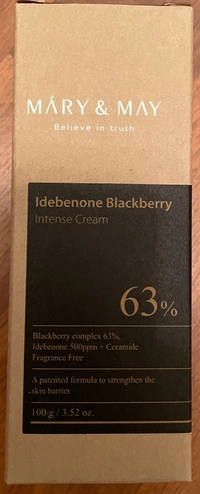 MÁRY & MAY
Believe in truth
Idebenone Blackberry
Intense Cream
63%
Blackberry complex 63%,
Idebenone 500ppm + Ceramide
Fragrance Free
A patented formula to strengthen the
skin barrier
100 g / 3.52 oz.